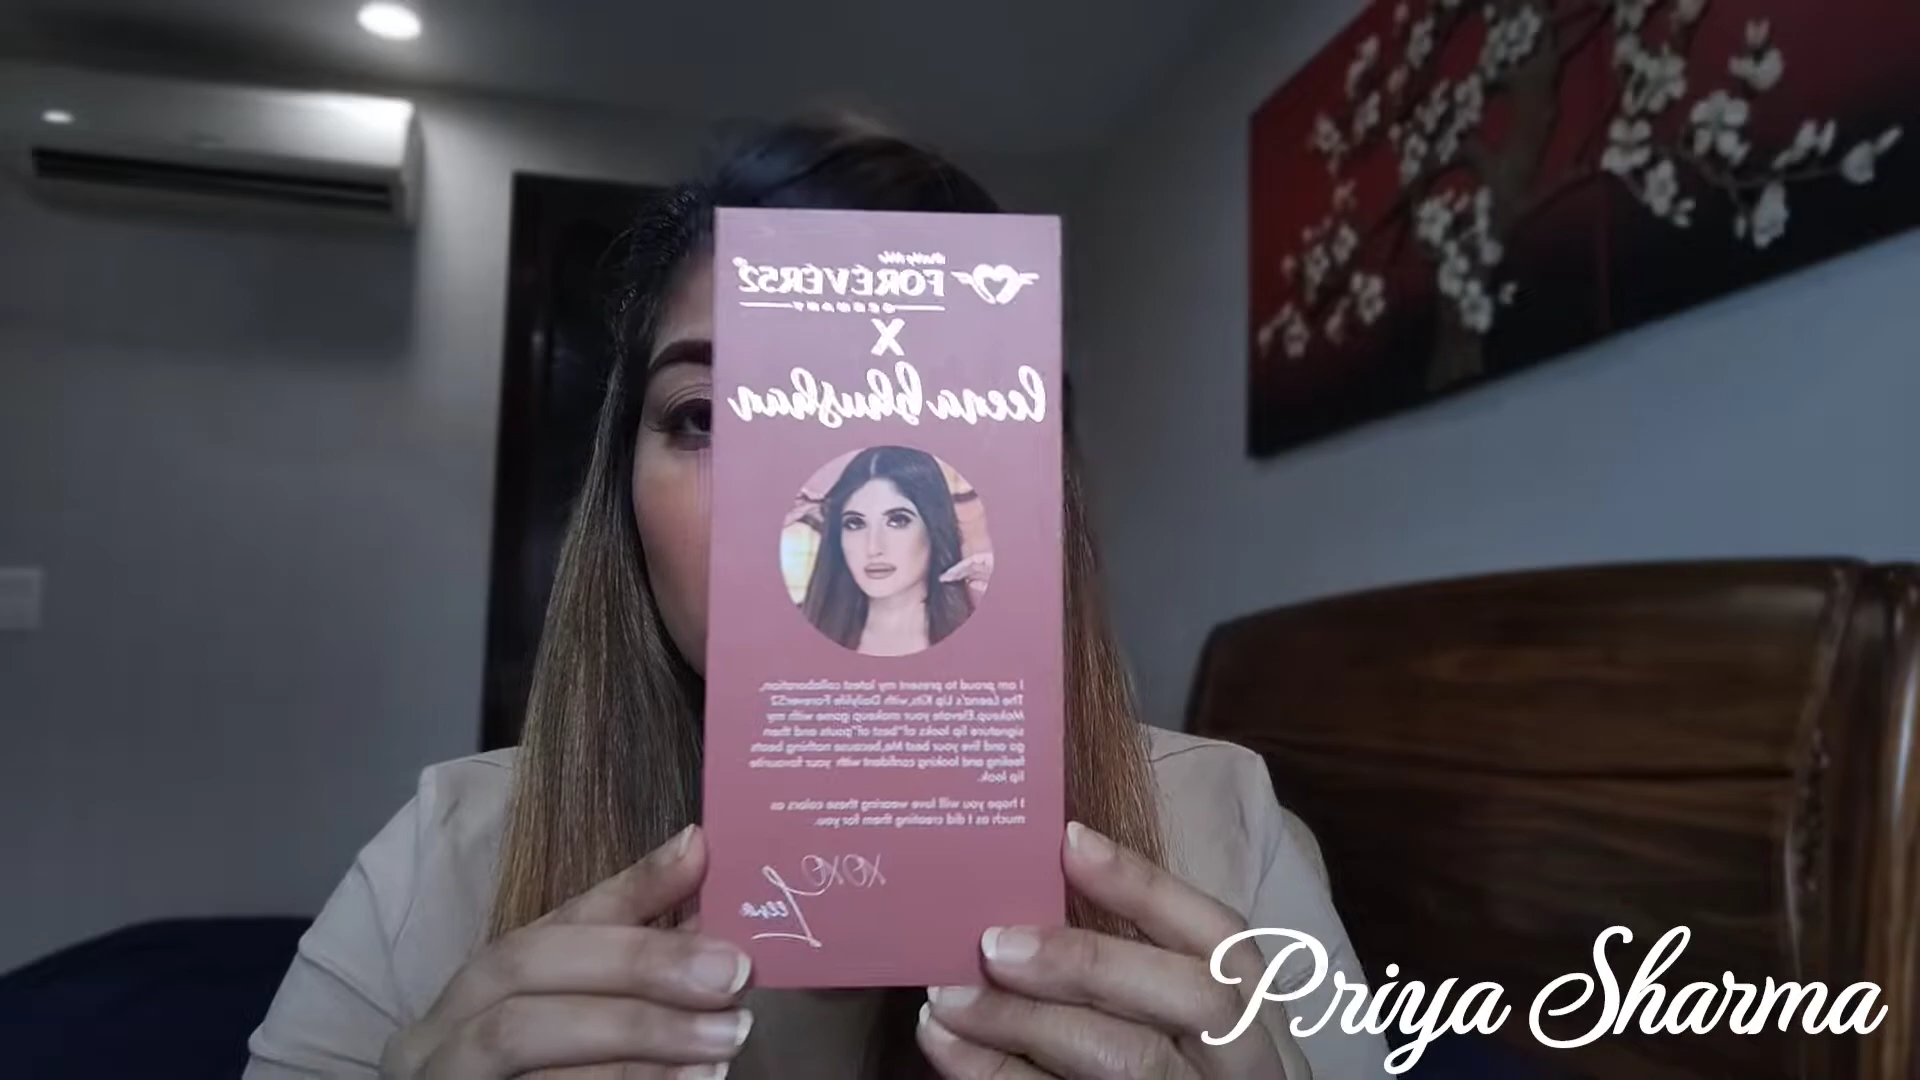 Daily Life
FOREVER52
GERMANY
X
leena bhushan
I am proud to present my latest collaboration,
The Leena's Lip Kits,with Dailylife Forever52
Makeup.Elevate your makeup game with my
signature lip looks of"best"of"pouts and then
go and live your best Me,because nothing beats
feeling and looking confident with your favourite
lip look.
I hope you will love wearing these colors as
much as I did creating them for you.
XOXO
Leena
Priya Sharma